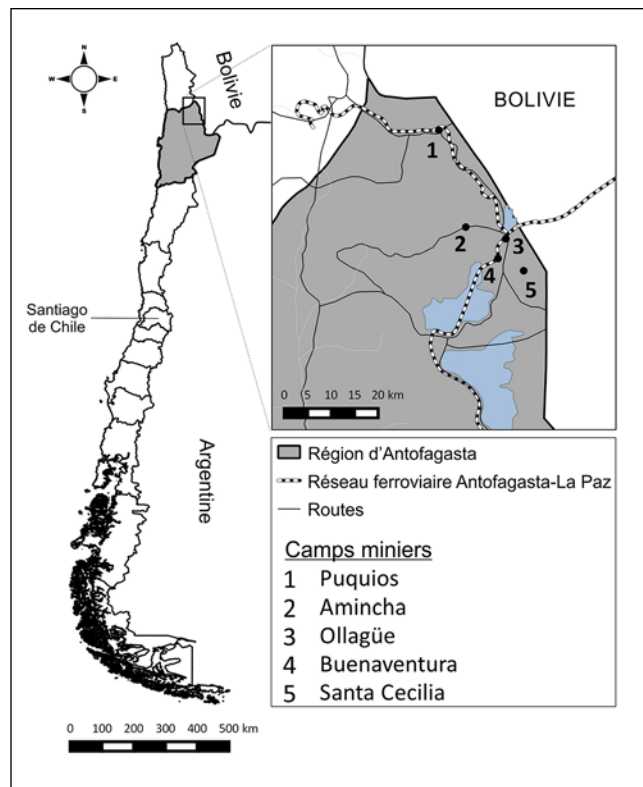 N
W
E
S
Bolivie
BOLIVIE
1
2
3
4
5
Santiago
de Chile
Argentine
0 5 10 15 20 km
Région d'Antofagasta
Réseau ferroviaire Antofagasta-La Paz
Routes
Camps miniers
1 Puquios
2 Amincha
3 Ollagüe
4 Buenaventura
5 Santa Cecilia
0 100 200 300 400 500 km